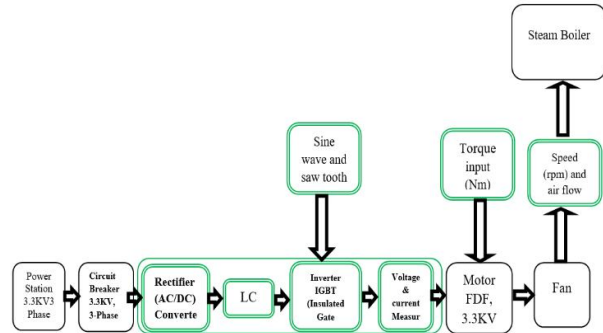 Steam Boiler
Sine
wave and
saw tooth
Torque
input
(Nm)
Speed
(rpm) and
air flow
Power
Station
3.3KV3
Phase
Circuit
Breaker
3.3KV,
3-Phase
Rectifier
(AC/DC)
Converte
LC
Inverter
IGBT
(Insulated
Gate
Voltage
&
current
Measur
Motor
FDF,
3.3KV
Fan